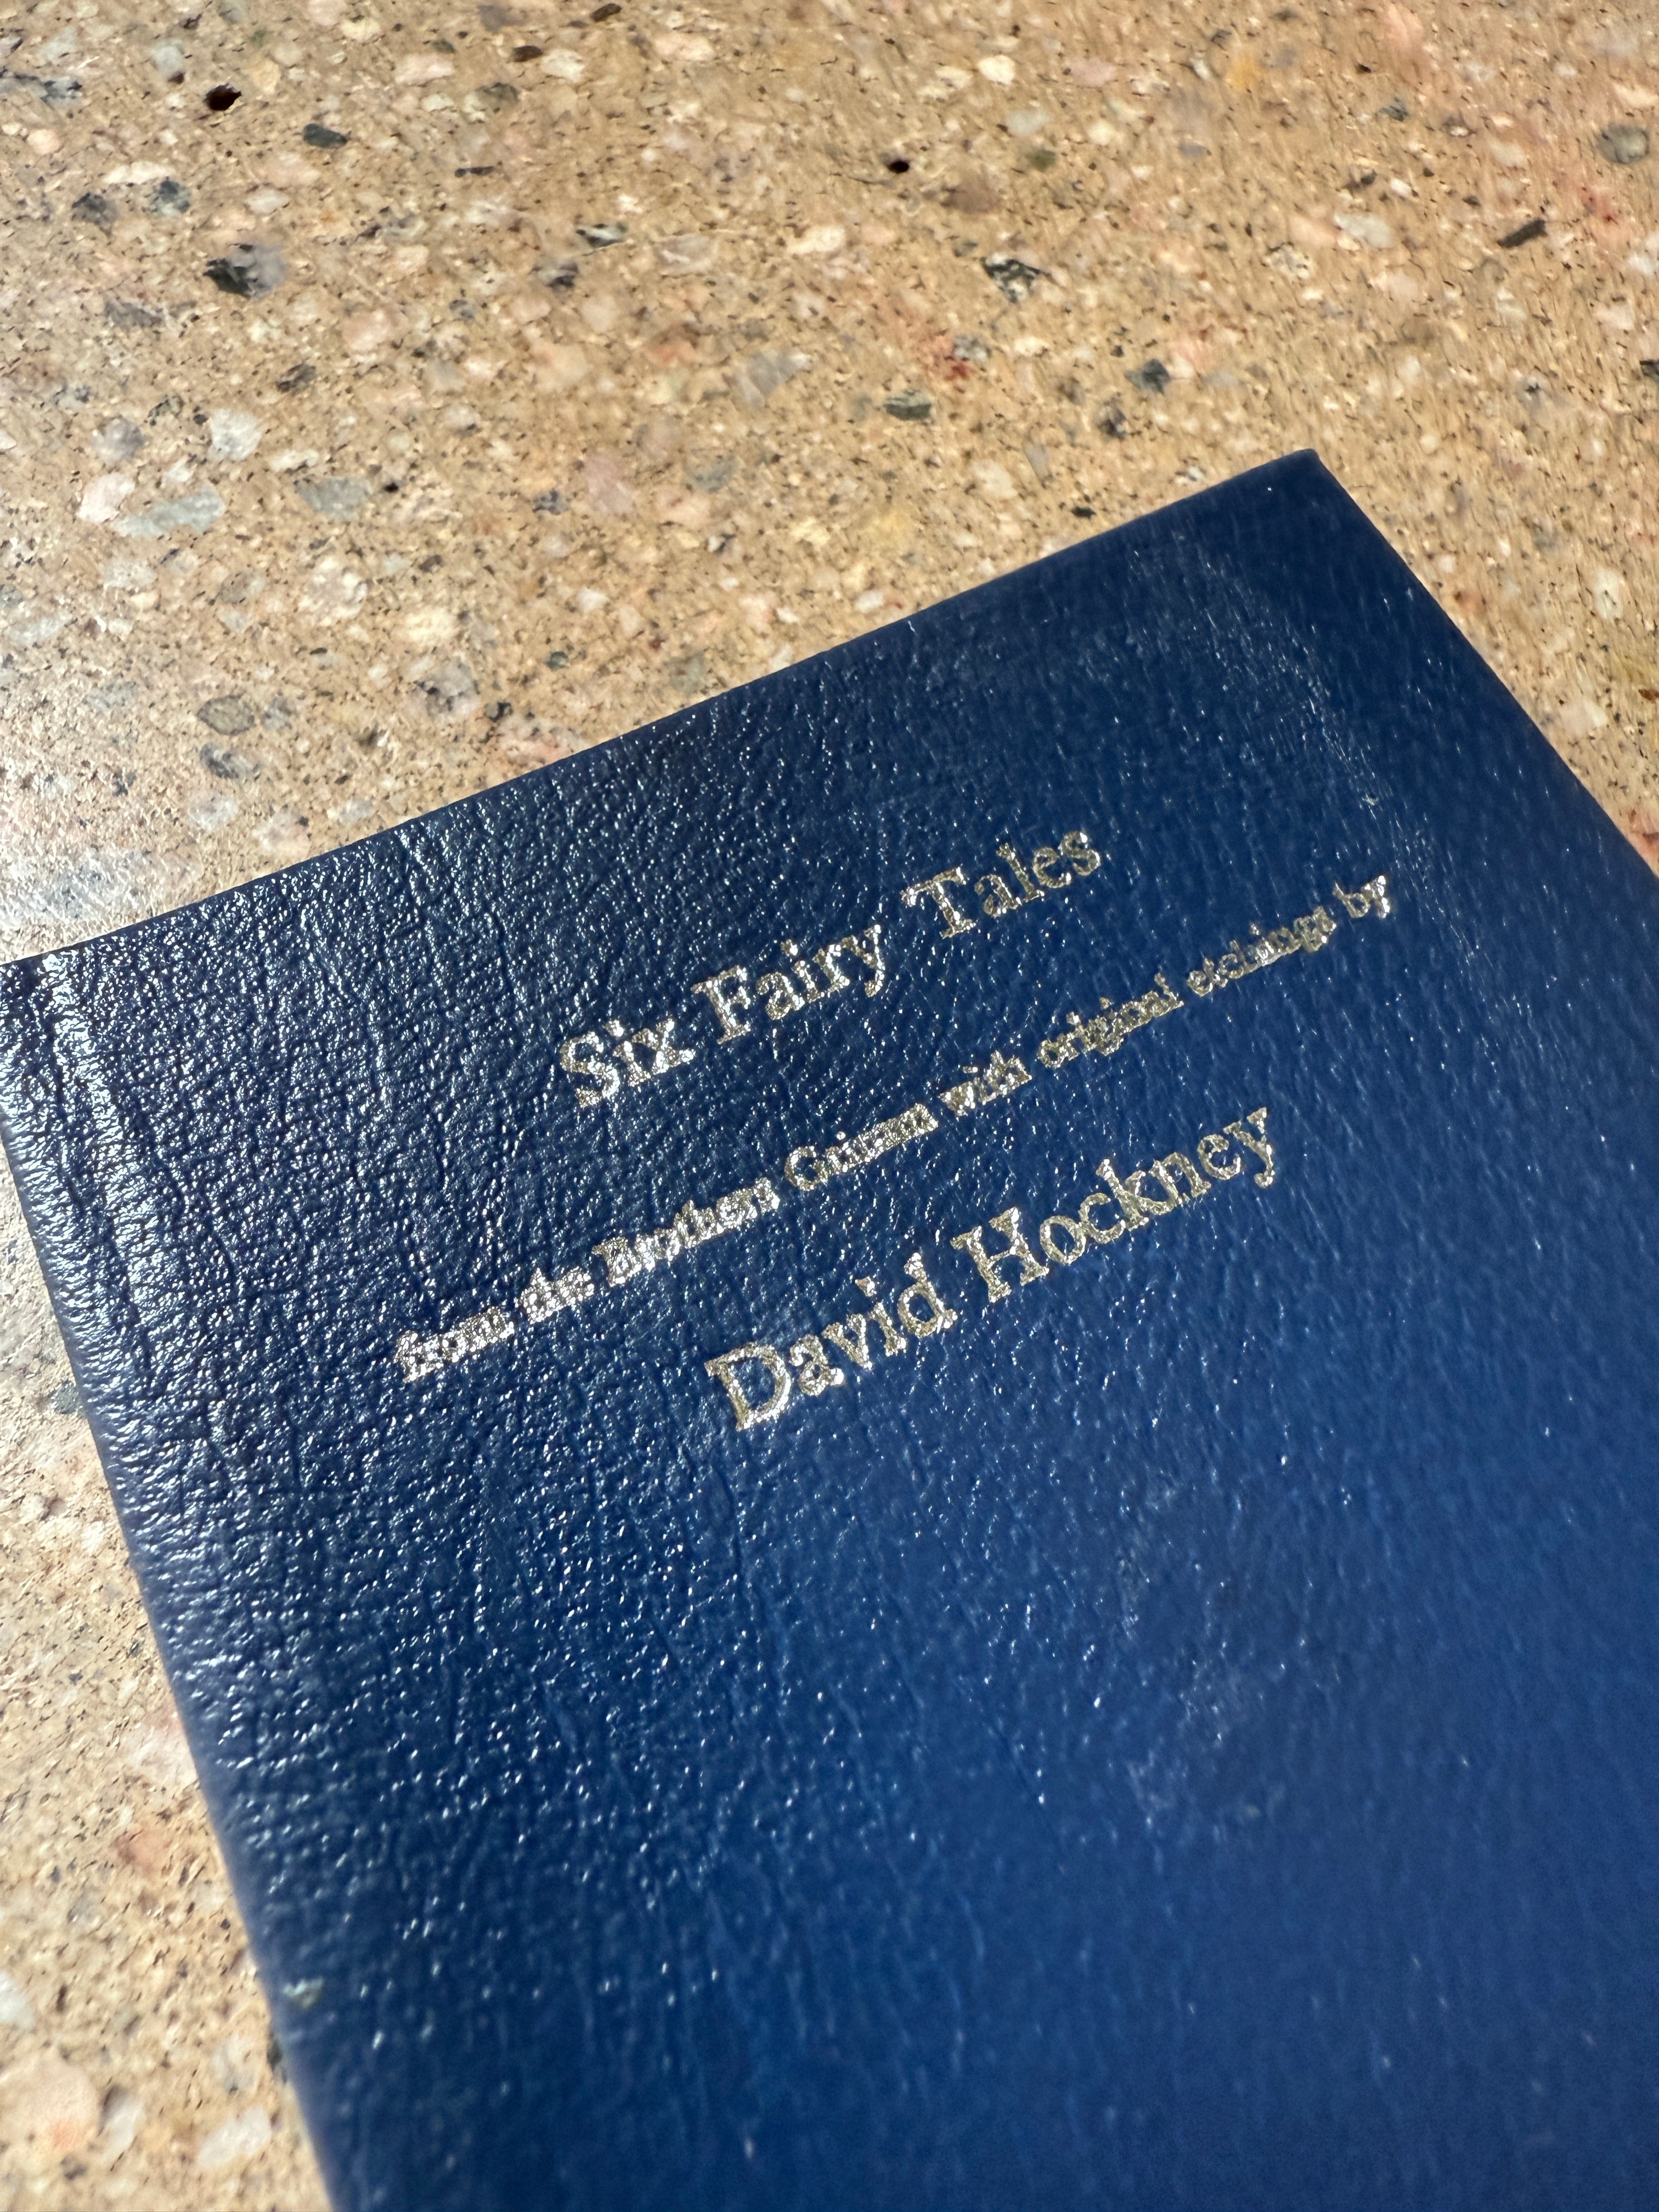 Six Fairy Tales
from the Brothers Grimm with original etchings by
David Hockney